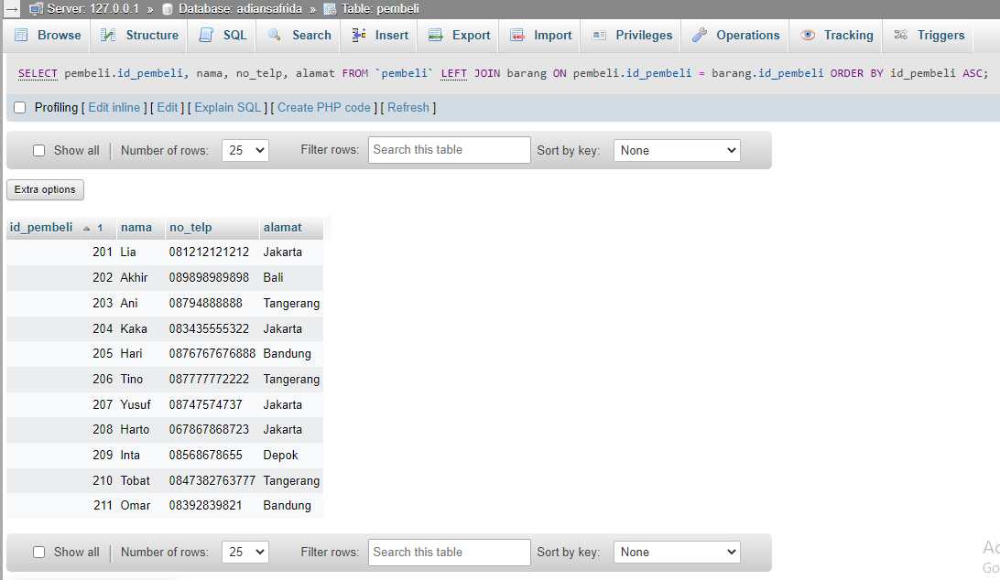 Server: 127.0.0.1 » Database: adiansafrida » Table: pembeli
Browse Structure SQL Search Insert Export Import Privileges Operations Tracking Triggers
SELECT pembeli.id_pembeli, nama, no_telp, alamat FROM `pembeli` LEFT JOIN barang ON pembeli.id_pembeli = barang.id_pembeli ORDER BY id_pembeli ASC;
Profiling [ Edit inline ] [ Edit ] [ Explain SQL ] [ Create PHP code ] [ Refresh ]
Show all Number of rows: 25 Filter rows: Search this table Sort by key: None
Extra options
id_pembeli 1 nama no_telp alamat
201 Lia 081212121212 Jakarta
202 Akhir 089898989898 Bali
203 Ani 08794888888 Tangerang
204 Kaka 083435555322 Jakarta
205 Hari 0876767676888 Bandung
206 Tino 087777772222 Tangerang
207 Yusuf 08747574737 Jakarta
208 Harto 067867868723 Jakarta
209 Inta 08568678655 Depok
210 Tobat 0847382763777 Tangerang
211 Omar 08392839821 Bandung
Show all Number of rows: 25 Filter rows: Search this table Sort by key: None